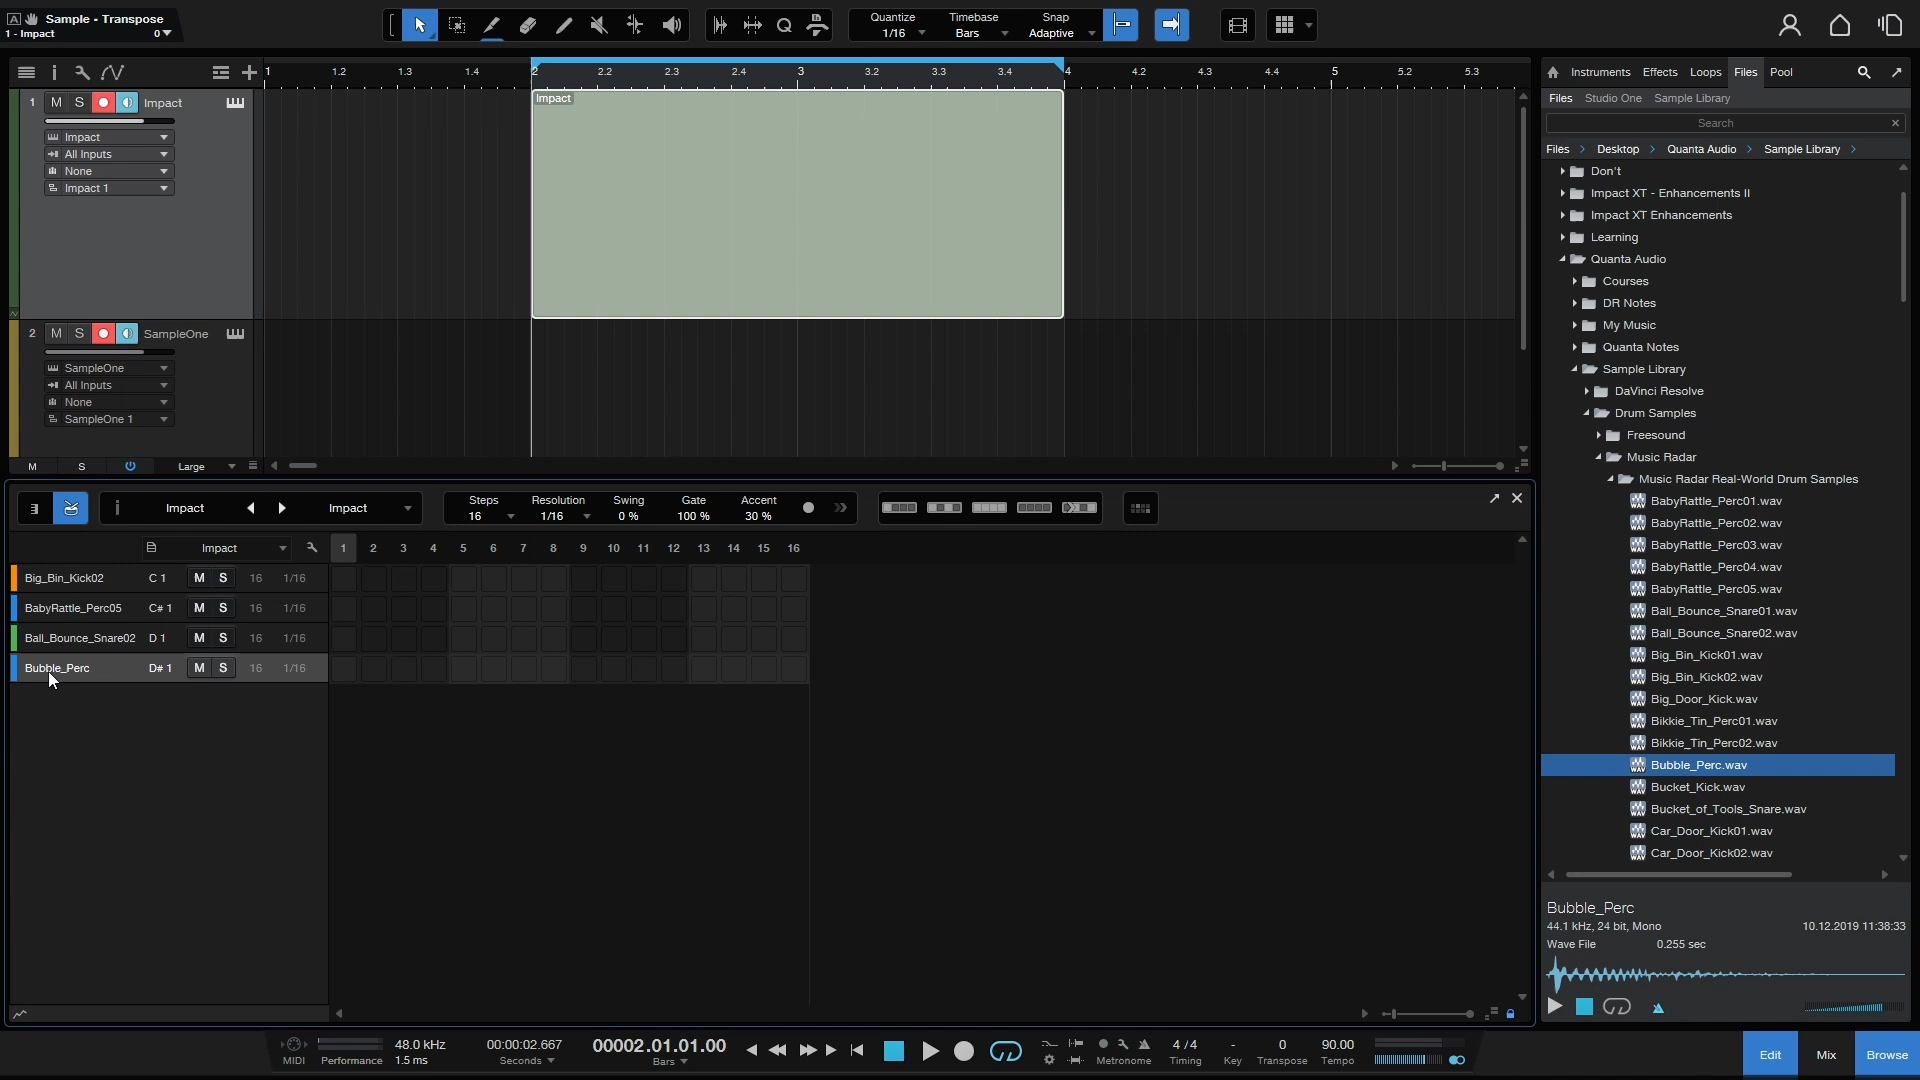 A Sample - Transpose
1 - Impact 0
Quantize 1/16
Timebase Bars
Snap Adaptive
Q
1 1.2 1.3 1.4 2 2.2 2.3 2.4 3 3.2 3.3 3.4 4 4.2 4.3 4.4 5 5.2 5.3
1 M S Impact
Impact
All Inputs
None
Impact 1
Impact
2 M S SampleOne
SampleOne
All Inputs
None
SampleOne 1
M S Large
Instruments Effects Loops Files Pool
Files Studio One Sample Library
Search
Files Desktop Quanta Audio Sample Library
Don't
Impact XT - Enhancements II
Impact XT Enhancements
Learning
Quanta Audio
Courses
DR Notes
My Music
Quanta Notes
Sample Library
DaVinci Resolve
Drum Samples
Freesound
Music Radar
Music Radar Real-World Drum Samples
BabyRattle_Perc01.wav
BabyRattle_Perc02.wav
BabyRattle_Perc03.wav
BabyRattle_Perc04.wav
BabyRattle_Perc05.wav
Ball_Bounce_Snare01.wav
Ball_Bounce_Snare02.wav
Big_Bin_Kick01.wav
Big_Bin_Kick02.wav
Big_Door_Kick.wav
Bikkie_Tin_Perc01.wav
Bikkie_Tin_Perc02.wav
Bubble_Perc.wav
Bucket_Kick.wav
Bucket_of_Tools_Snare.wav
Car_Door_Kick01.wav
Car_Door_Kick02.wav
Bubble_Perc
44.1 kHz, 24 bit, Mono 10.12.2019 11:38:33
Wave File 0.255 sec
Impact Impact
Steps Resolution Swing Gate Accent
16 1/16 0 % 100 % 30 %
Impact 1 2 3 4 5 6 7 8 9 10 11 12 13 14 15 16
Big_Bin_Kick02 C 1 M S 16 1/16
BabyRattle_Perc05 C# 1 M S 16 1/16
Ball_Bounce_Snare02 D 1 M S 16 1/16
Bubble_Perc D# 1 M S 16 1/16
48.0 kHz 00:00:02.667 00002.01.01.00 4 / 4 - 0 90.00
MIDI Performance 1.5 ms Seconds Bars Metronome Timing Key Transpose Tempo
Edit Mix Browse